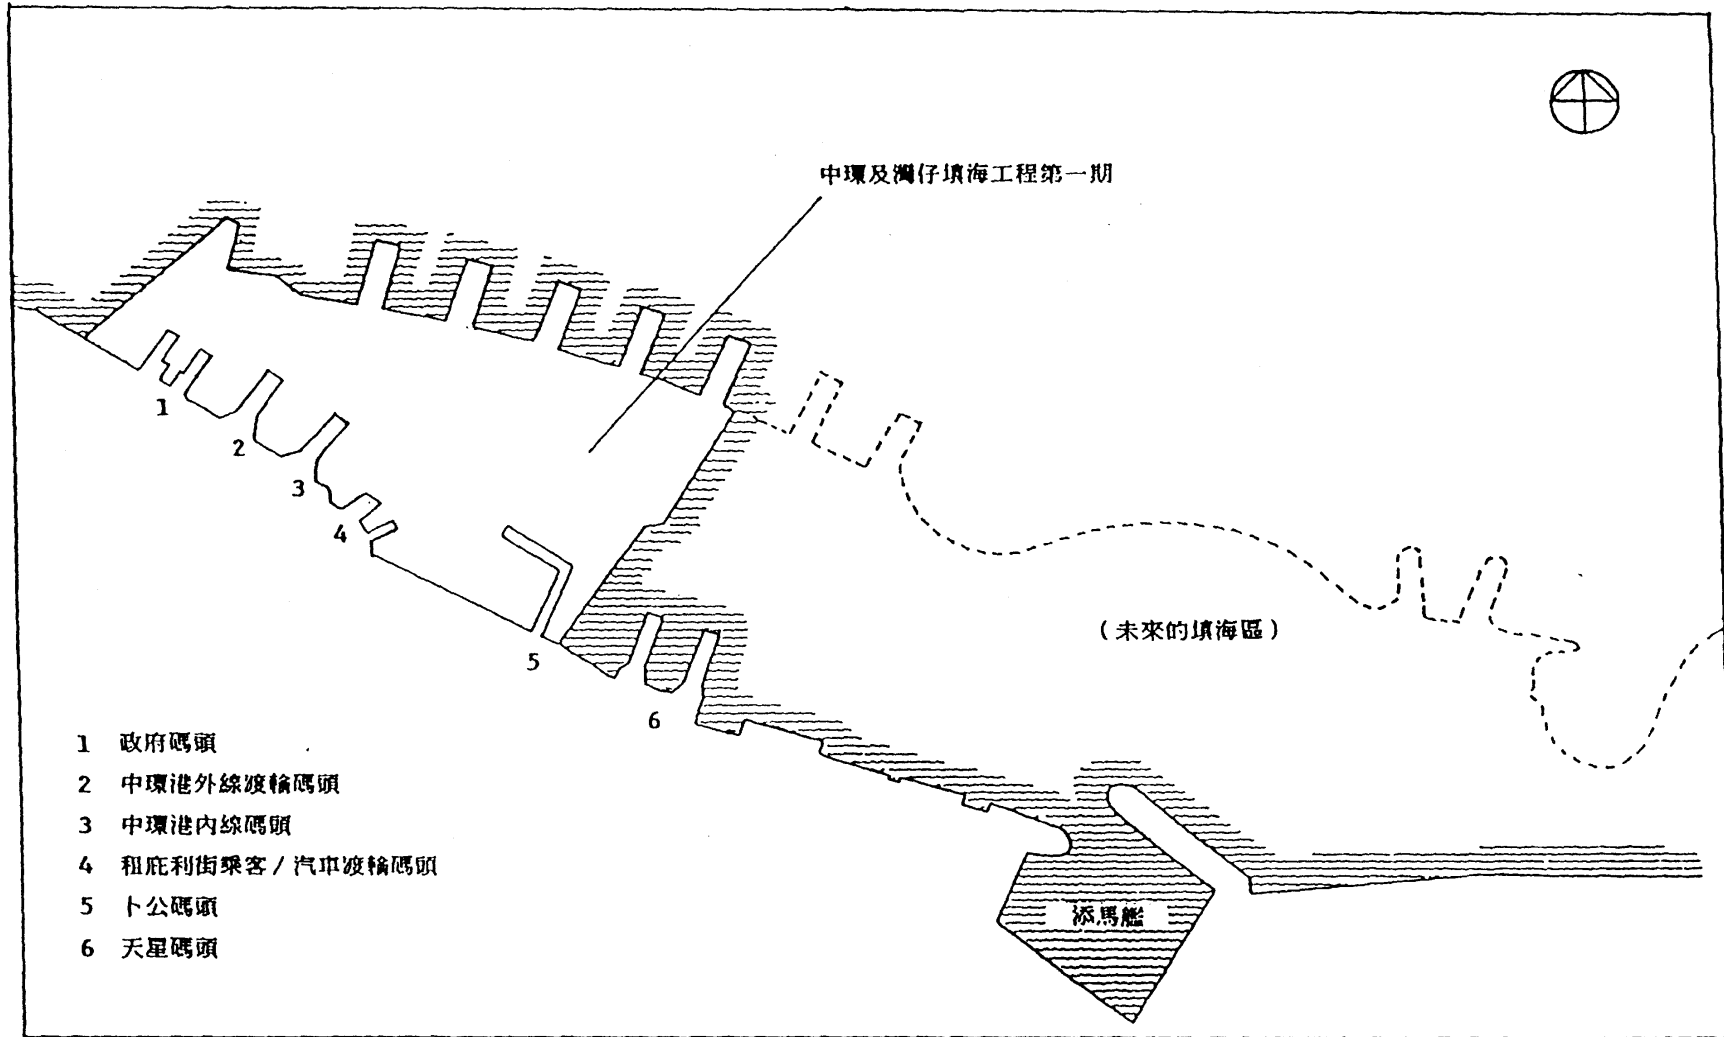 中環及灣仔填海工程第一期
1
2
3
4
5
6
(未來的填海區)
添馬艦
1 政府碼頭
2 中環港外線渡輪碼頭
3 中環港內線碼頭
4 租庇利街乘客/汽車渡輪碼頭
5 卜公碼頭
6 天星碼頭